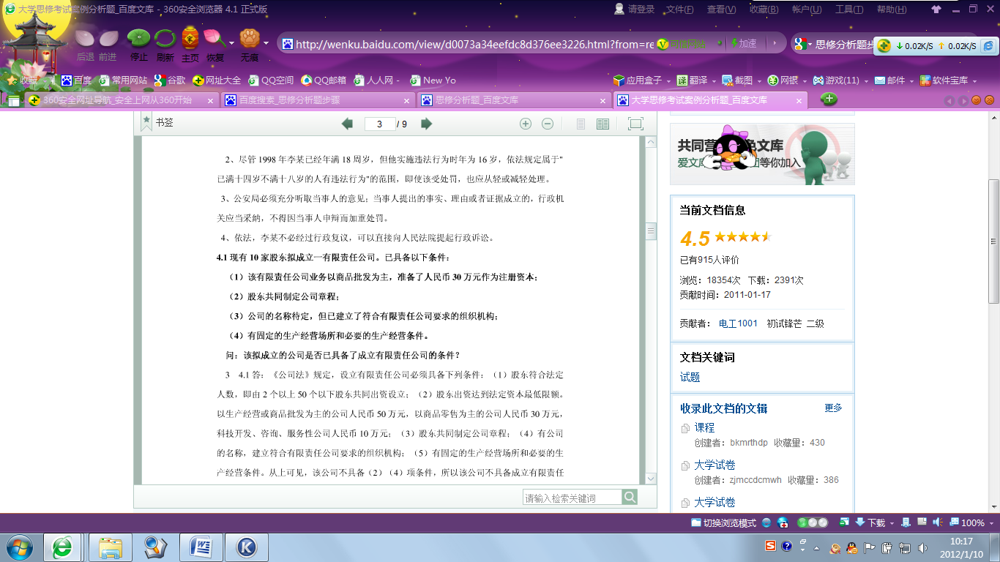 大学思修考试案例分析题_百度文库 - 360安全浏览器 4.1 正式版
请登录 文件(F) 查看(V) 收藏(B) 帐户(U) 工具(T) 帮助(H)
后退 前进 停止 刷新 主页 恢复 无痕
http://wenku.baidu.com/view/d0073a34eefdc8d376ee3226.html?from=re
可信网站 加速
思修分析题步
0.02K/S 0.02K/S
收藏 百度 常用网站 谷歌 网址大全 QQ空间 QQ邮箱 人人网 - New Yo
应用盒子 翻译 截图 网银 游戏(11) 邮件 软件宝库
360安全网址导航_安全上网从360开始
百度搜索_思修分析题步骤
思修分析题_百度文库
大学思修考试案例分析题_百度文库
书签 3 / 9
2、尽管 1998 年李某已经年满 18 周岁，但他实施违法行为时年为 16 岁，依法规定属于"
已满十四岁不满十八岁的人有违法行为"的范围，即使该受处罚，也应从轻或减轻处理。
3、公安局必须充分听取当事人的意见；当事人提出的事实、理由或者证据成立的，行政机
关应当采纳，不得因当事人申辩而加重处罚。
4、依法，李某不必经过行政复议，可以直接向人民法院提起行政诉讼。
4.1 现有 10 家股东拟成立一有限责任公司。已具备以下条件：
（1）该有限责任公司业务以商品批发为主，准备了人民币 30 万元作为注册资本；
（2）股东共同制定公司章程；
（3）公司的名称待定，但已建立了符合有限责任公司要求的组织机构；
（4）有固定的生产经营场所和必要的生产经营条件。
问：该拟成立的公司是否已具备了成立有限责任公司的条件？
3 4.1 答：《公司法》规定，设立有限责任公司必须具备下列条件：（1）股东符合法定
人数，即由 2 个以上 50 个以下股东共同出资设立；（2）股东出资达到法定资本最低限额。
以生产经营或商品批发为主的公司人民币 50 万元，以商品零售为主的公司人民币 30 万元，
科技开发、咨询、服务性公司人民币 10 万元；（3）股东共同制定公司章程；（4）有公司
的名称，建立符合有限责任公司要求的组织机构；（5）有固定的生产经营场所和必要的生
产经营条件。从上可见，该公司不具备（2）（4）项条件，所以该公司不具备成立有限责任
请输入检索关键词
共同营 色文库
爱文库 团等你加入
当前文档信息
4.5
已有915人评价
浏览：18354次 下载：2391次
贡献时间：2011-01-17
贡献者： 电工1001 初试锋芒 二级
文档关键词
试题
收录此文档的文辑 更多
课程
创建者：bkmrthdp 收藏量：430
大学试卷
创建者：zjmccdcmwh 收藏量：386
大学试卷
切换浏览模式 下载 100%
10:17
2012/1/10